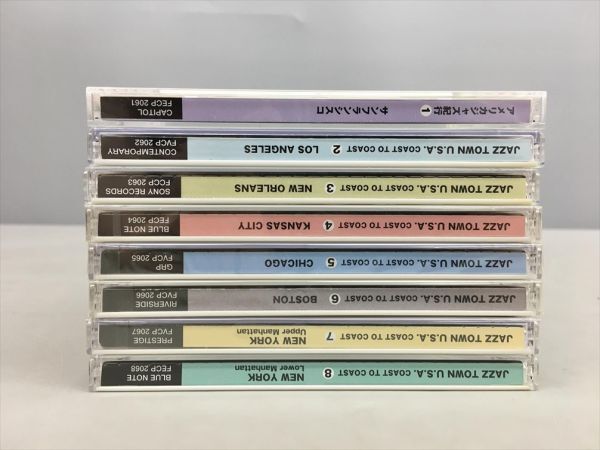 アメリカジャズ紀行 1 サンフランシスコ CAPITOL FECP 2061
JAZZ TOWN U.S.A. COAST TO COAST 2 LOS ANGELES CONTEMPORARY FVCP 2062
JAZZ TOWN U.S.A. COAST TO COAST 3 NEW ORLEANS SONY RECORDS FCCP 2063
JAZZ TOWN U.S.A. COAST TO COAST 4 KANSAS CITY BLUE NOTE FECP 2064
JAZZ TOWN U.S.A. COAST TO COAST 5 CHICAGO GRP FVCP 2065
JAZZ TOWN U.S.A. COAST TO COAST 6 BOSTON RIVERSIDE FVCP 2066
JAZZ TOWN U.S.A. COAST TO COAST 7 NEW YORK Upper Manhattan PRESTIGE FVCP 2067
JAZZ TOWN U.S.A. COAST TO COAST 8 NEW YORK Lower Manhattan BLUE NOTE FECP 2068